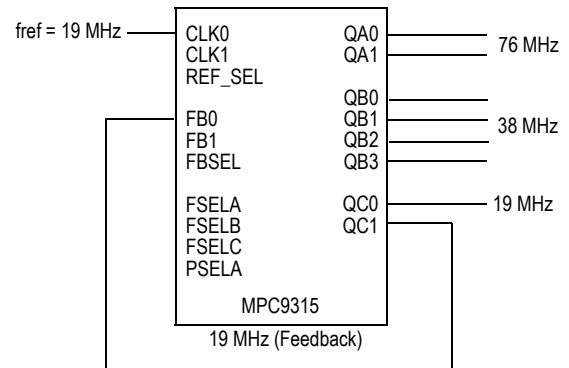 fref = 19 MHz
CLK0
CLK1
REF_SEL
FB0
FB1
FBSEL
FSELA
FSELB
FSELC
PSELA
QA0
QA1
QB0
QB1
QB2
QB3
QC0
QC1
76 MHz
38 MHz
19 MHz
MPC9315
19 MHz (Feedback)